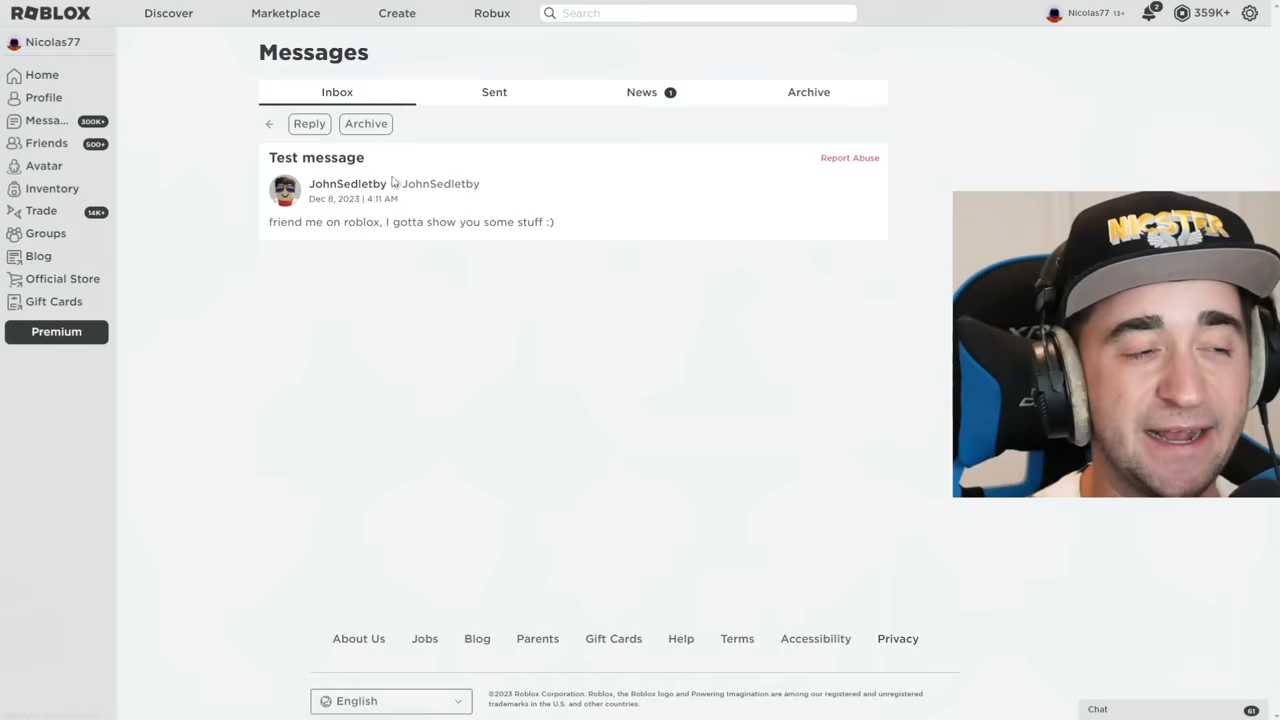 ROBLOX Discover Marketplace Create Robux Search Nicolas77 13+ 2 359K+
Nicolas77
Home
Profile
Messa... 300K+
Friends 500+
Avatar
Inventory
Trade 14K+
Groups
Blog
Official Store
Gift Cards
Premium
Messages
Inbox Sent News 1 Archive
Reply Archive
Test message Report Abuse
JohnSedletby @JohnSedletby
Dec 8, 2023 | 4:11 AM
friend me on roblox, I gotta show you some stuff :)
NICSTER
About Us Jobs Blog Parents Gift Cards Help Terms Accessibility Privacy
English
©2023 Roblox Corporation. Roblox, the Roblox logo and Powering Imagination are among our registered and unregistered
trademarks in the U.S. and other countries.
Chat 61